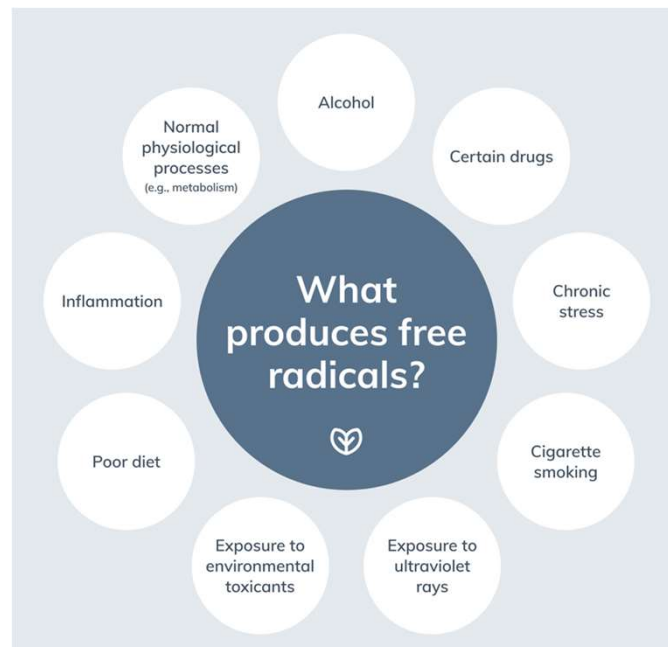 What
produces free
radicals?
Alcohol
Certain drugs
Chronic
stress
Cigarette
smoking
Exposure to
ultraviolet
rays
Exposure to
environmental
toxicants
Poor diet
Inflammation
Normal
physiological
processes
(e.g., metabolism)